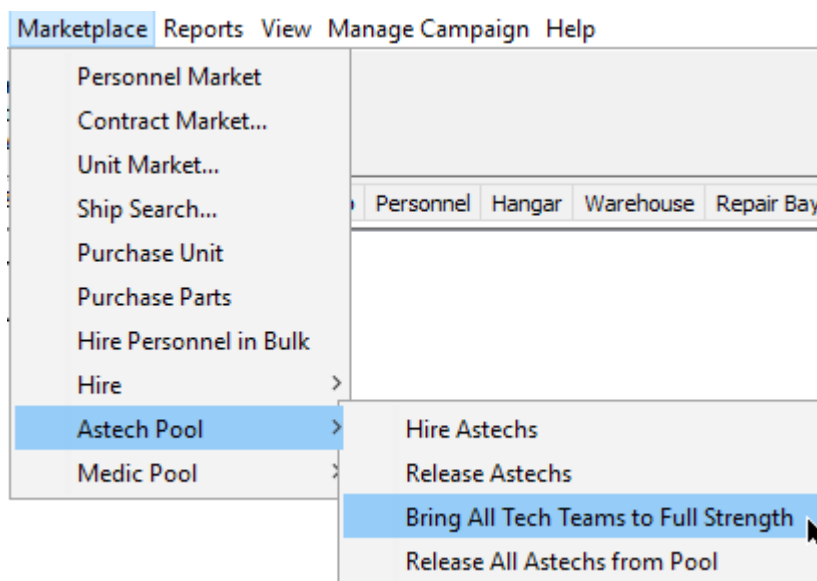 Marketplace Reports View Manage Campaign Help
Personnel Market
Contract Market...
Unit Market...
Ship Search...
Personnel Hangar Warehouse Repair Bay
Purchase Unit
Purchase Parts
Hire Personnel in Bulk
Hire
Astech Pool
Hire Astechs
Medic Pool
Release Astechs
Bring All Tech Teams to Full Strength
Release All Astechs from Pool